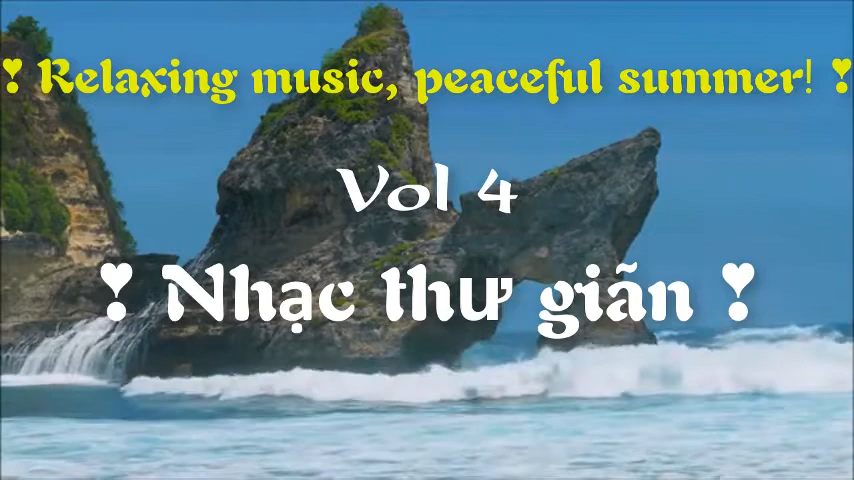 ❣ Relaxing music, peaceful summer! ❣
Vol 4
❣ Nhạc thư giãn ❣